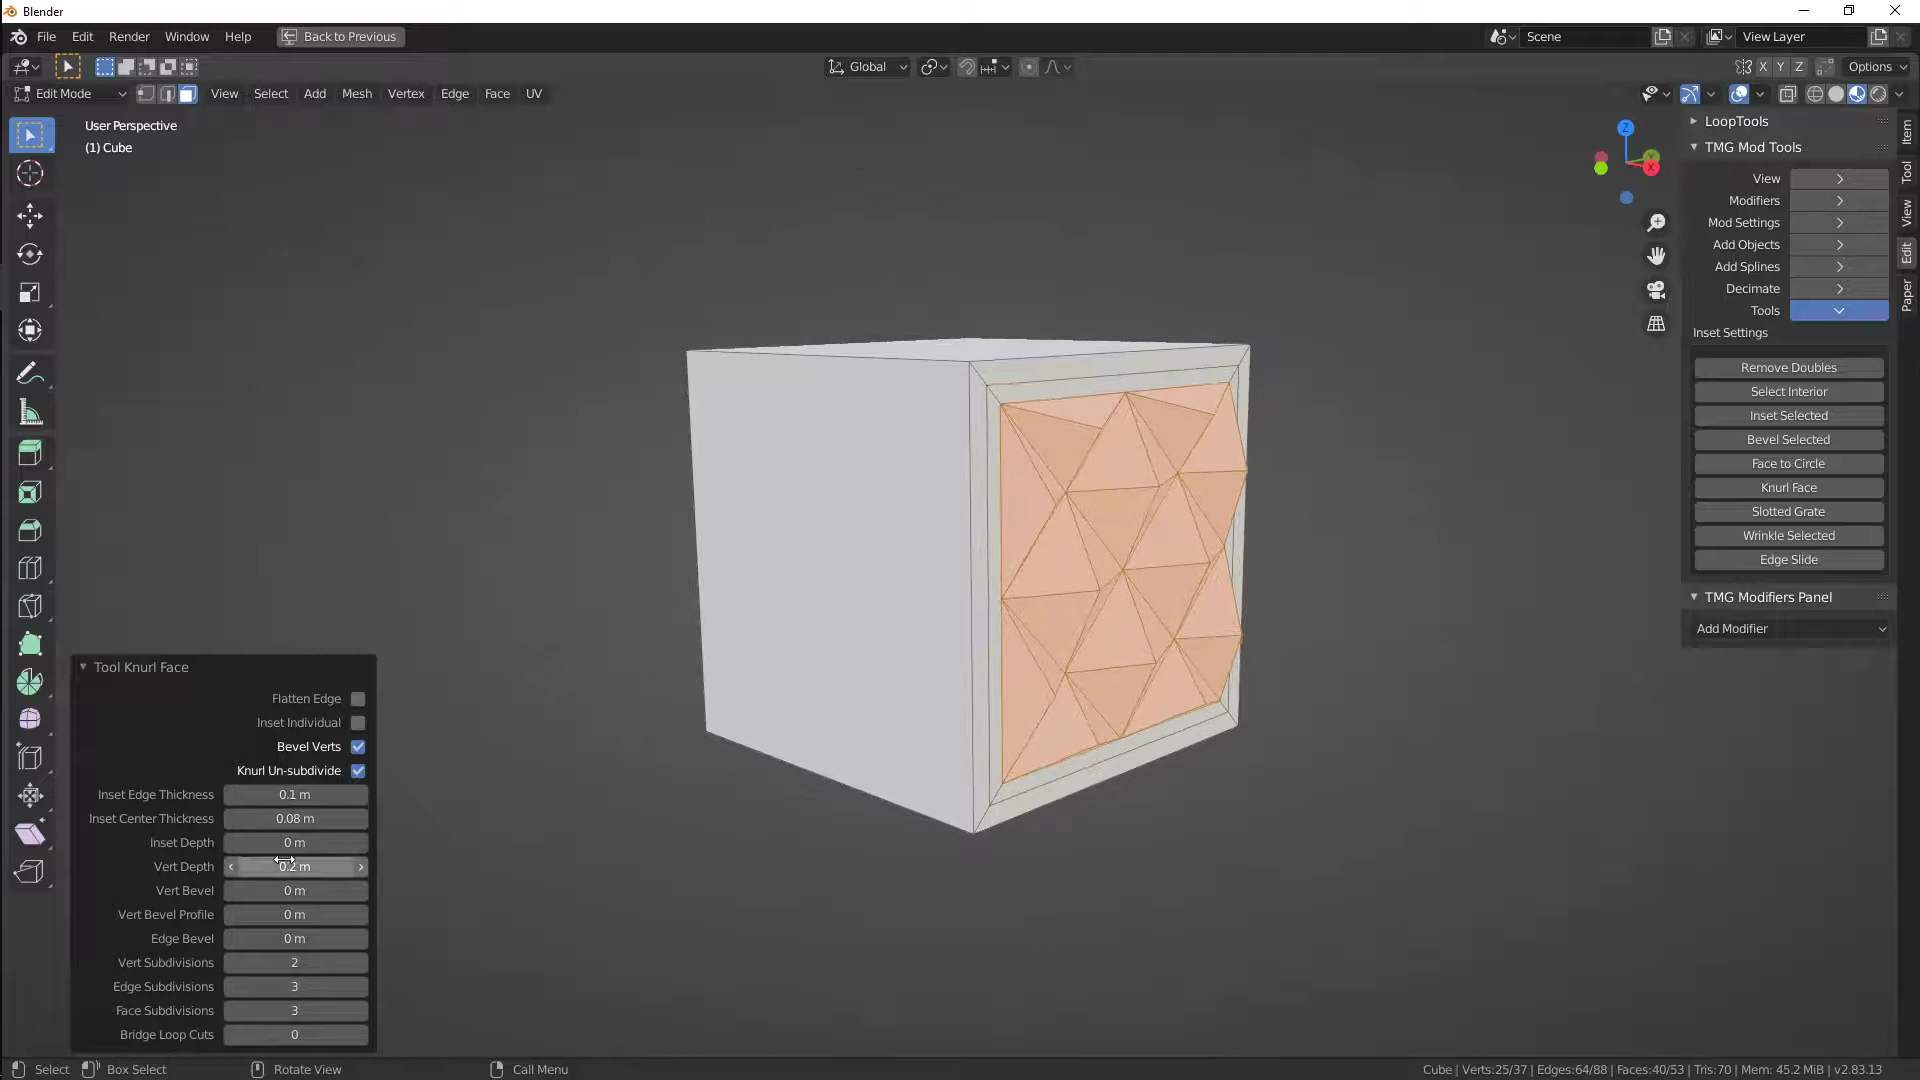 Blender
File Edit Render Window Help Back to Previous Scene View Layer
Global X Y Z Options
Edit Mode View Select Add Mesh Vertex Edge Face UV
User Perspective
(1) Cube
Z
Y
X
LoopTools
TMG Mod Tools
View
Modifiers
Mod Settings
Add Objects
Add Splines
Decimate
Tools
Inset Settings
Remove Doubles
Select Interior
Inset Selected
Bevel Selected
Face to Circle
Knurl Face
Slotted Grate
Wrinkle Selected
Edge Slide
TMG Modifiers Panel
Add Modifier
Item
Tool
View
Edit
Paper
Tool Knurl Face
Flatten Edge
Inset Individual
Bevel Verts
Knurl Un-subdivide
Inset Edge Thickness 0.1 m
Inset Center Thickness 0.08 m
Inset Depth 0 m
Vert Depth 0.2 m
Vert Bevel 0 m
Vert Bevel Profile 0 m
Edge Bevel 0 m
Vert Subdivisions 2
Edge Subdivisions 3
Face Subdivisions 3
Bridge Loop Cuts 0
Select Box Select Rotate View Call Menu Cube | Verts:25/37 | Edges:64/88 | Faces:40/53 | Tris:70 | Mem: 45.2 MiB | v2.83.13